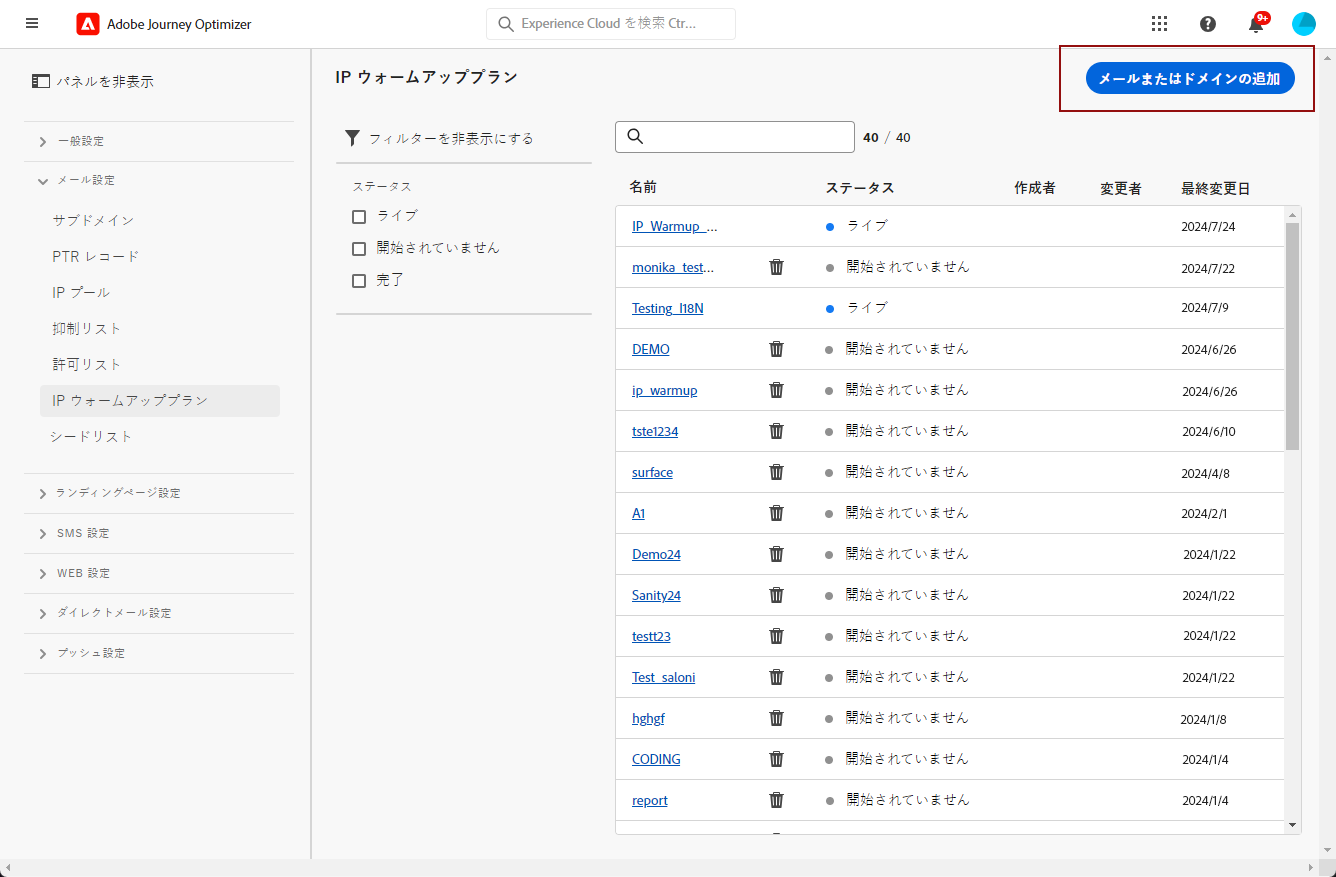 Adobe Journey Optimizer
Experience Cloud を検索 Ctr...
9+
パネルを非表示
一般設定
メール設定
サブドメイン
PTR レコード
IP プール
抑制リスト
許可リスト
IP ウォームアッププラン
シードリスト
ランディングページ設定
SMS 設定
WEB 設定
ダイレクトメール設定
プッシュ設定
IP ウォームアッププラン
メールまたはドメインの追加
フィルターを非表示にする
ステータス
ライブ
開始されていません
完了
40 / 40
名前 ステータス 作成者 変更者 最終変更日
IP_Warmup_... ライブ 2024/7/24
monika_test... 開始されていません 2024/7/22
Testing_I18N ライブ 2024/7/9
DEMO 開始されていません 2024/6/26
ip_warmup 開始されていません 2024/6/26
tste1234 開始されていません 2024/6/10
surface 開始されていません 2024/4/8
A1 開始されていません 2024/2/1
Demo24 開始されていません 2024/1/22
Sanity24 開始されていません 2024/1/22
testt23 開始されていません 2024/1/22
Test_saloni 開始されていません 2024/1/22
hghgf 開始されていません 2024/1/8
CODING 開始されていません 2024/1/4
report 開始されていません 2024/1/4